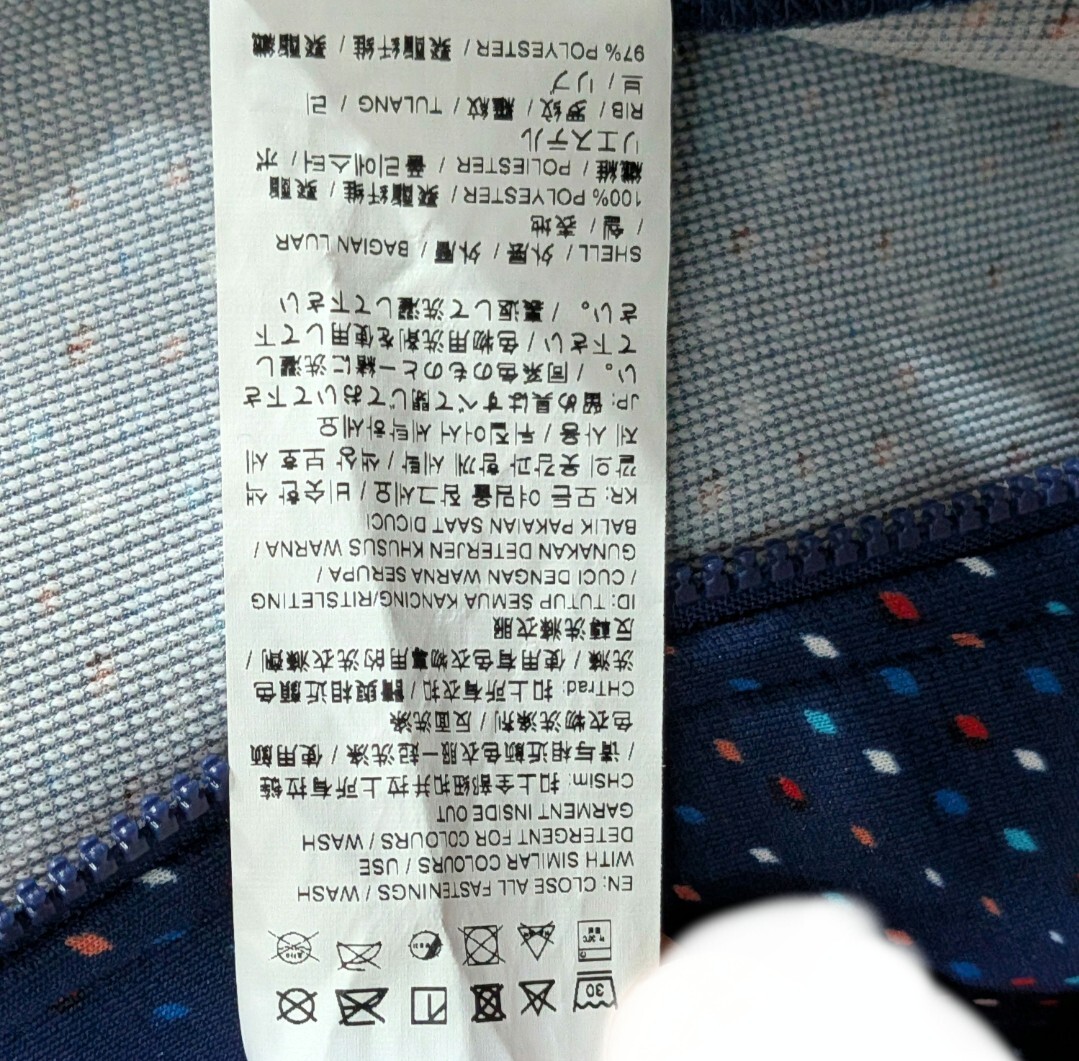 30
EN: CLOSE ALL FASTENINGS / WASH
WITH SIMILAR COLOURS / USE
DETERGENT FOR COLOURS / WASH
GARMENT INSIDE OUT
CHSim: 扣上全部纽扣并拉上所有拉链
/ 请与相近颜色衣服一起洗涤 / 使用颜
色衣物洗涤剂 / 反面洗涤
CHTrad: 扣上所有衣扣 / 請與相近顏色
洗滌 / 使用有色衣物專用的洗衣滌劑 /
反轉洗滌衣服
ID: TUTUP SEMUA KANCING/RITSLETING
/ CUCI DENGAN WARNA SERUPA /
GUNAKAN DETERJEN KHUSUS WARNA /
BALIK PAKAIAN SAAT DICUCI
KR: 모든 여밈을 잠그세요 / 비슷한 색
깔의 옷감과 함께 세탁 / 색상 보호 세
제 사용 / 뒤집어서 세탁하세요
JP: 留め具はすべて閉じておいて下さ
い。 / 同系色のものと一緒に洗濯し
て下さい / 色物用洗剤を使用して下
さい。 / 裏返して洗濯して下さい
SHELL / 外层 / 外層 / BAGIAN LUAR
/ 쉘 / 表地
100% POLYESTER / 聚酯纤维 / 聚酯
纖維 / POLIESTER / 폴리에스터 / ポ
リエステル
RIB / 罗纹 / 羅紋 / TULANG / 리
브 / リブ
97% POLYESTER / 聚酯纤维 / 聚酯纖